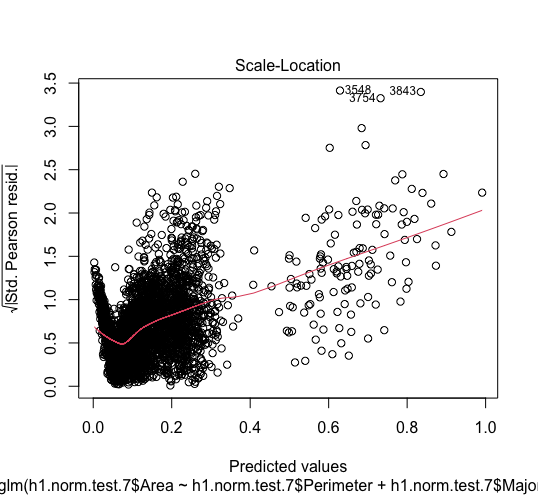 Scale-Location
√|Std. Pearson resid.|
3.5
3.0
2.5
2.0
1.5
1.0
0.5
0.0
3548
3754
3843
0.0 0.2 0.4 0.6 0.8 1.0
Predicted values
glm(h1.norm.test.7$Area ~ h1.norm.test.7$Perimeter + h1.norm.test.7$Major